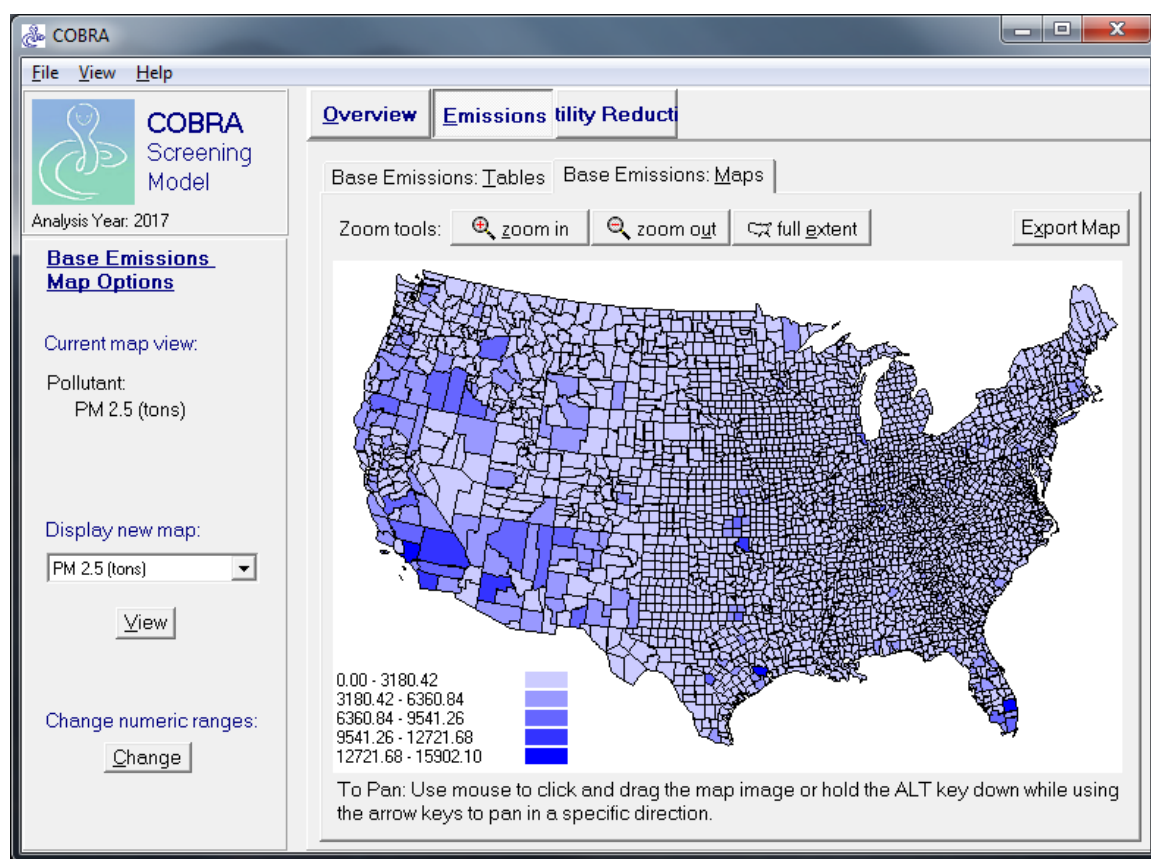 COBRA
File View Help
COBRA
Screening
Model
Analysis Year: 2017
Base Emissions
Map Options
Current map view:
Pollutant:
PM 2.5 (tons)
Display new map:
PM 2.5 (tons)
View
Change numeric ranges:
Change
Overview Emissions tility Reducti
Base Emissions: Tables Base Emissions: Maps
Zoom tools: zoom in zoom out full extent Export Map
0.00 - 3180.42
3180.42 - 6360.84
6360.84 - 9541.26
9541.26 - 12721.68
12721.68 - 15902.10
To Pan: Use mouse to click and drag the map image or hold the ALT key down while using
the arrow keys to pan in a specific direction.